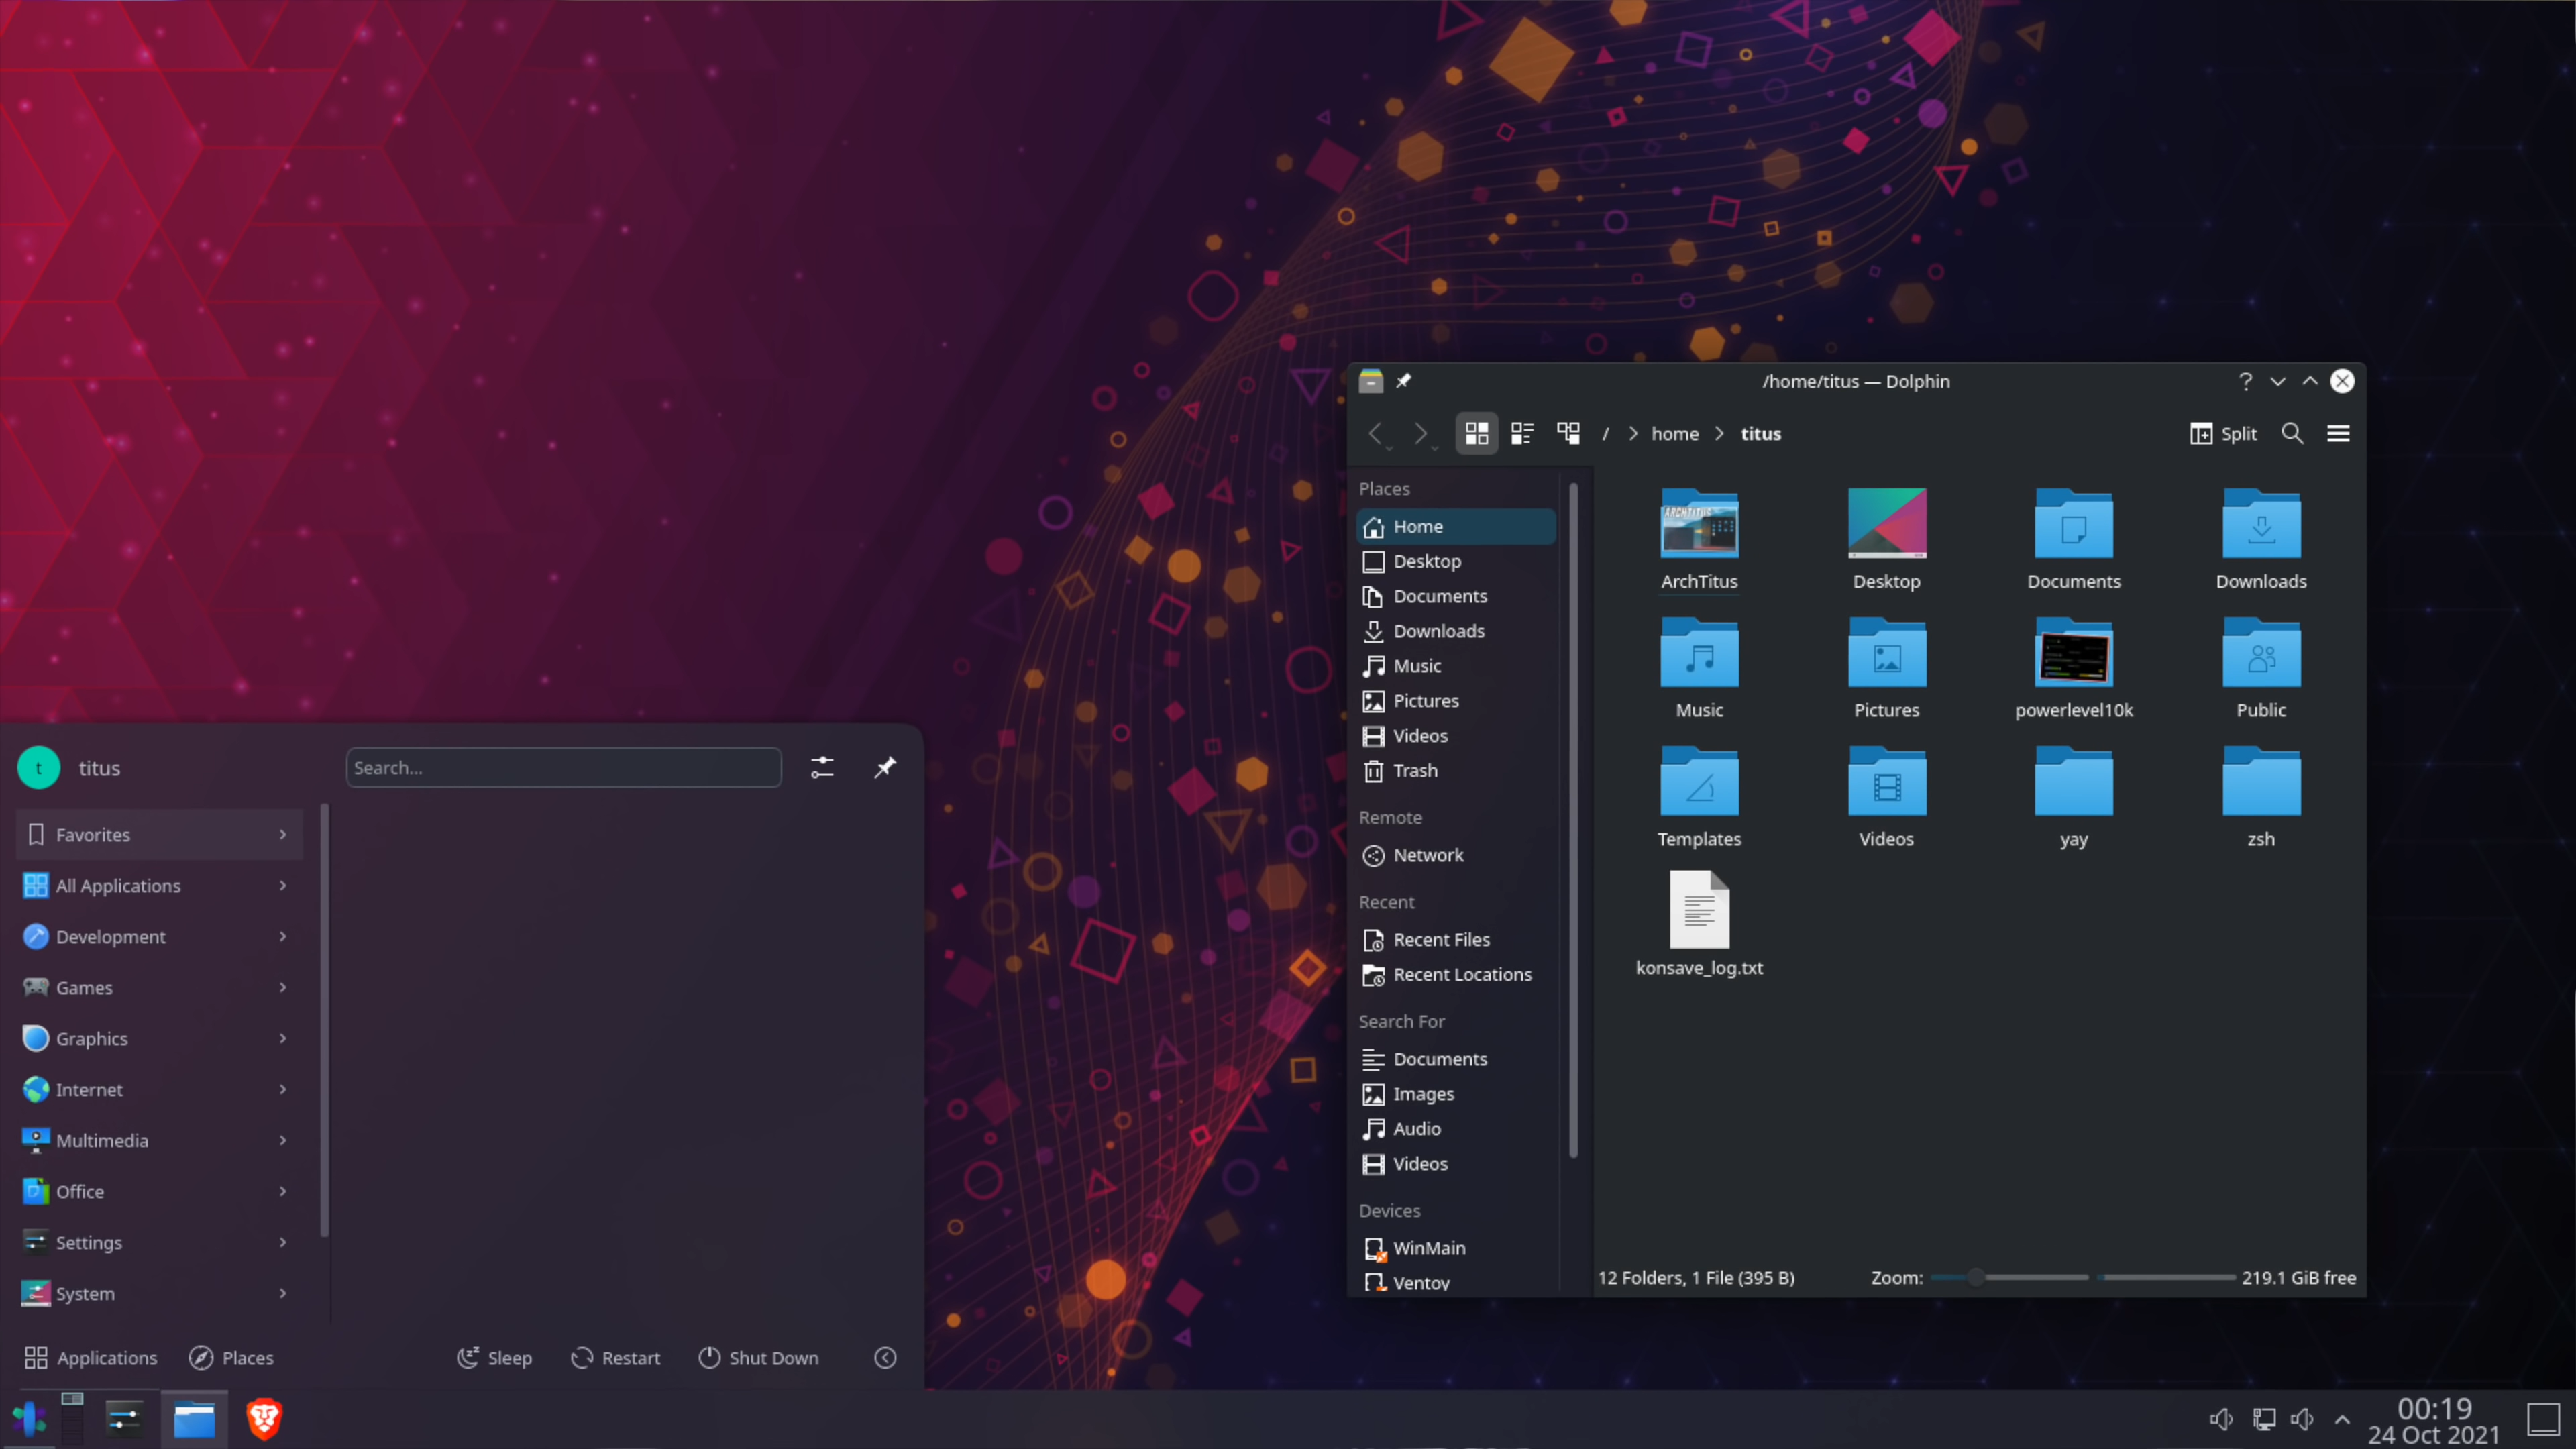 /home/titus — Dolphin
/ home titus
Split
Places
Home
Desktop
Documents
Downloads
Music
Pictures
Videos
Trash
Remote
Network
Recent
Recent Files
Recent Locations
Search For
Documents
Images
Audio
Videos
Devices
WinMain
Ventoy
ARCHTITUS
ArchTitus
Desktop
Documents
Downloads
Music
Pictures
powerlevel10k
Public
Templates
Videos
yay
zsh
konsave_log.txt
12 Folders, 1 File (395 B)
Zoom:
219.1 GiB free
t
titus
Search...
Favorites
All Applications
Development
Games
Graphics
Internet
Multimedia
Office
Settings
System
Applications
Places
Sleep
Restart
Shut Down
00:19
24 Oct 2021